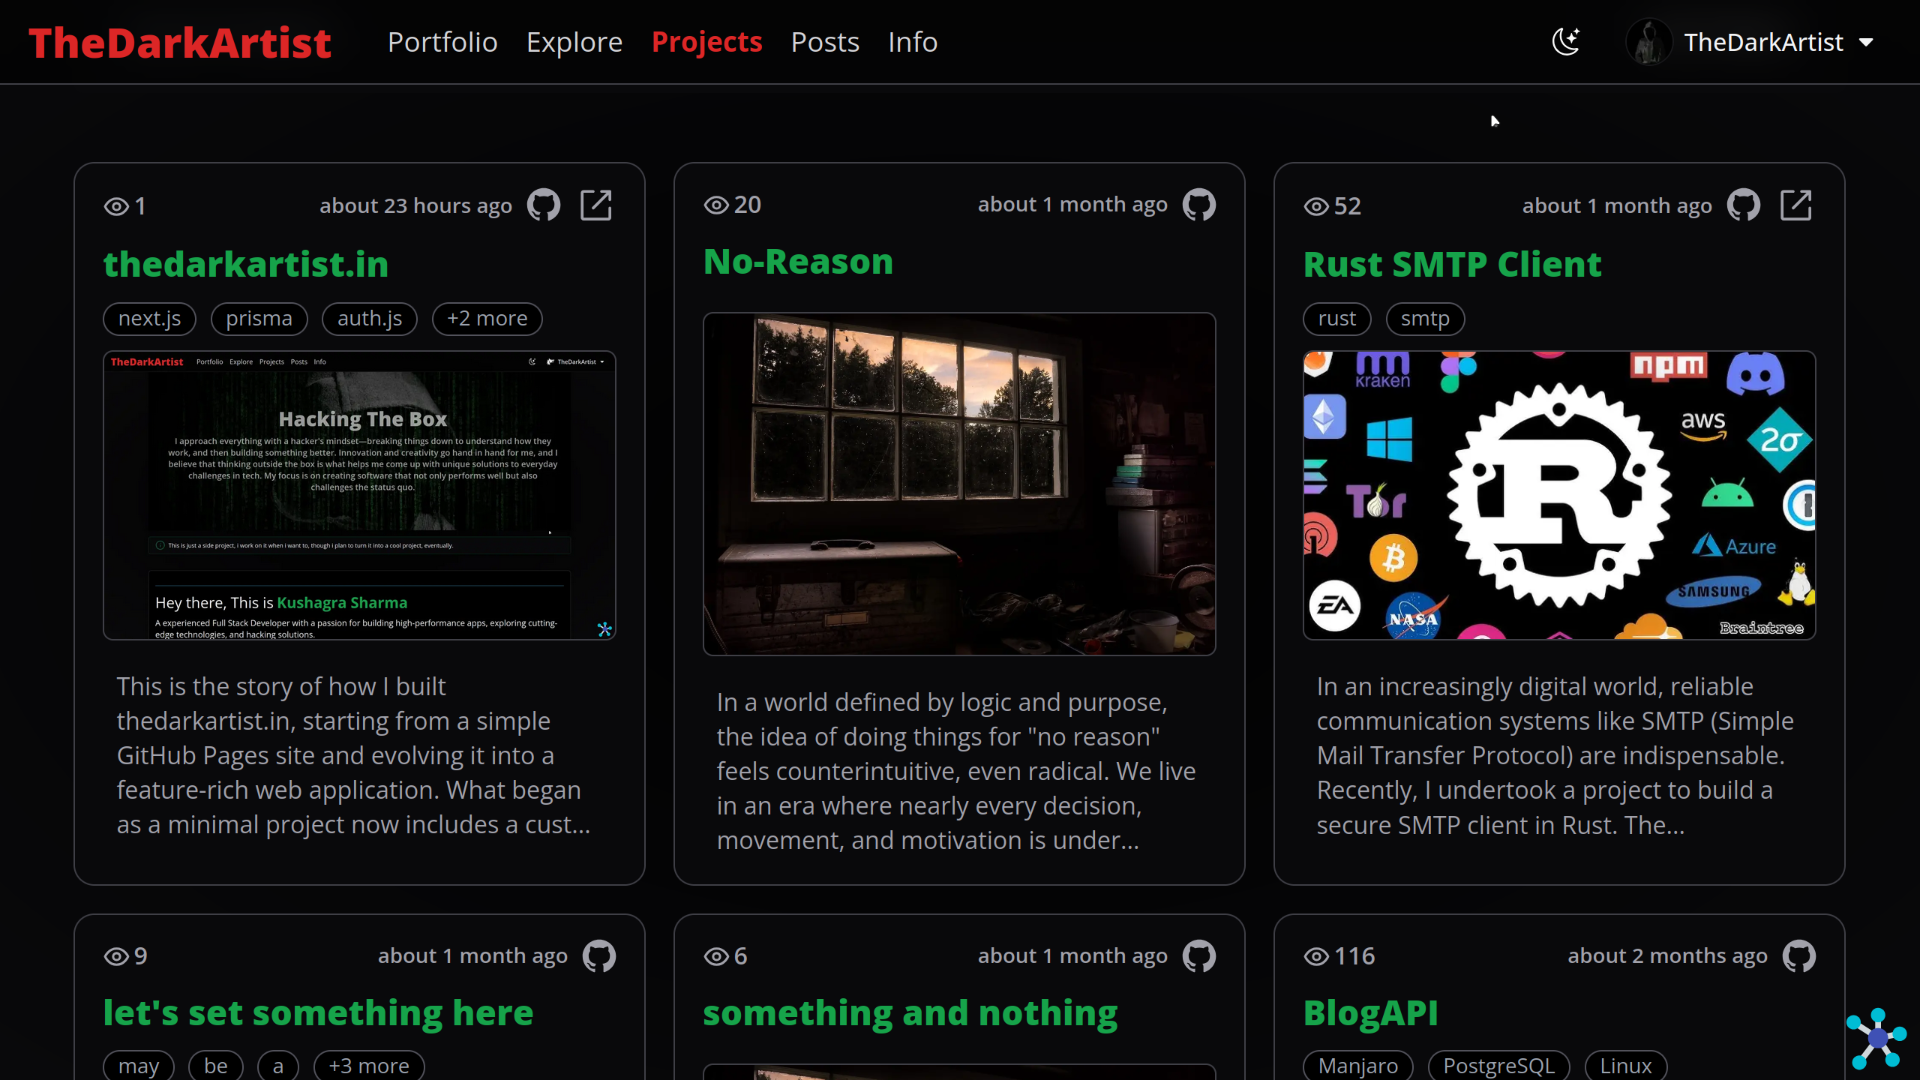 TheDarkArtist
Portfolio Explore Projects Posts Info
TheDarkArtist
1
about 23 hours ago
thedarkartist.in
next.js prisma auth.js +2 more
TheDarkArtist Portfolio Explore Projects Posts Info TheDarkArtist
Hacking The Box
I approach everything with a hacker's mindset—breaking things down to understand how they
work, and then building something better. Innovation and creativity go hand in hand for me, and I
believe that thinking outside the box is what helps me come up with unique solutions to everyday
challenges in tech. My focus is on creating software that not only performs well but also
challenges the status quo.
This is just a side project, I work on it when I want to, though I plan to turn it into a cool project, eventually.
Hey there, This is Kushagra Sharma
A experienced Full Stack Developer with a passion for building high-performance apps, exploring cutting-
edge technologies, and hacking solutions.
This is the story of how I built
thedarkartist.in, starting from a simple
GitHub Pages site and evolving it into a
feature-rich web application. What began
as a minimal project now includes a cust...
20
about 1 month ago
No-Reason
In a world defined by logic and purpose,
the idea of doing things for "no reason"
feels counterintuitive, even radical. We live
in an era where nearly every decision,
movement, and motivation is under...
52
about 1 month ago
Rust SMTP Client
rust smtp
kraken
npm
aws
2σ
Tor
R
Azure
SAMSUNG
EA
NASA
Braintree
In an increasingly digital world, reliable
communication systems like SMTP (Simple
Mail Transfer Protocol) are indispensable.
Recently, I undertook a project to build a
secure SMTP client in Rust. The...
9
about 1 month ago
let's set something here
may be a +3 more
6
about 1 month ago
something and nothing
116
about 2 months ago
BlogAPI
Manjaro PostgreSQL Linux